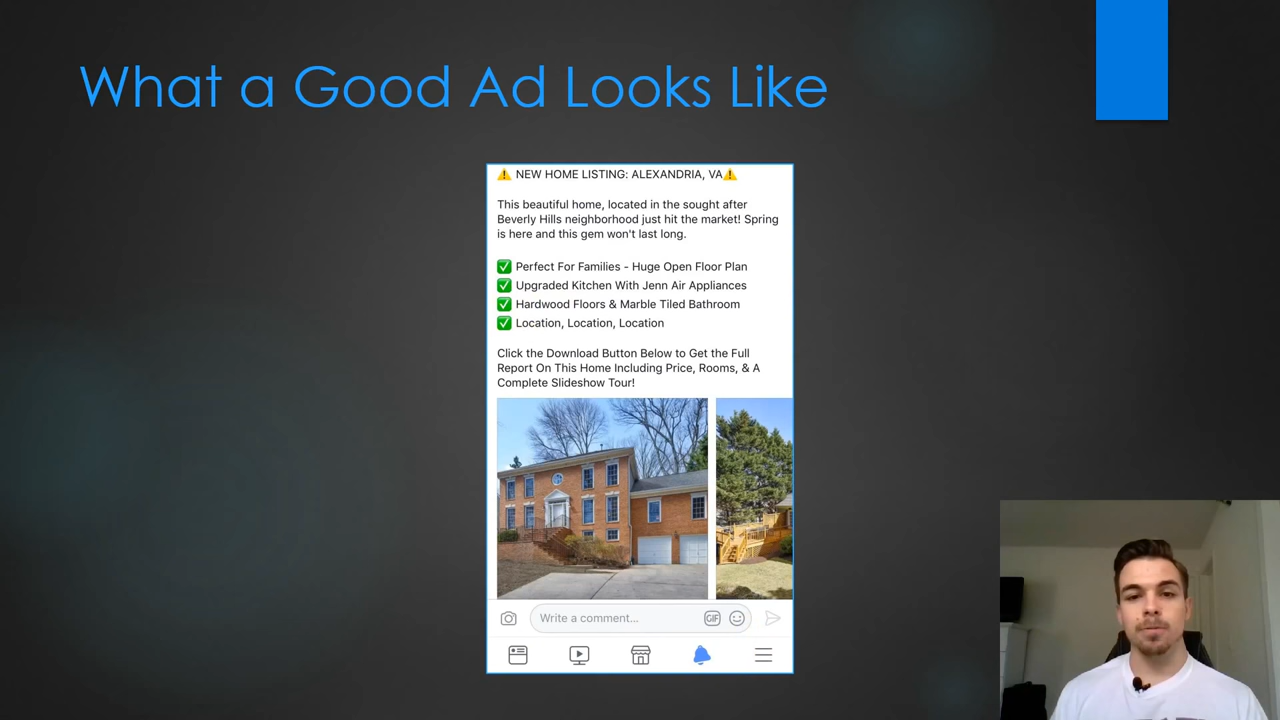 What a Good Ad Looks Like
⚠️ NEW HOME LISTING: ALEXANDRIA, VA⚠️
This beautiful home, located in the sought after
Beverly Hills neighborhood just hit the market! Spring
is here and this gem won't last long.
✅ Perfect For Families - Huge Open Floor Plan
✅ Upgraded Kitchen With Jenn Air Appliances
✅ Hardwood Floors & Marble Tiled Bathroom
✅ Location, Location, Location
Click the Download Button Below to Get the Full
Report On This Home Including Price, Rooms, & A
Complete Slideshow Tour!
Write a comment...
GIF